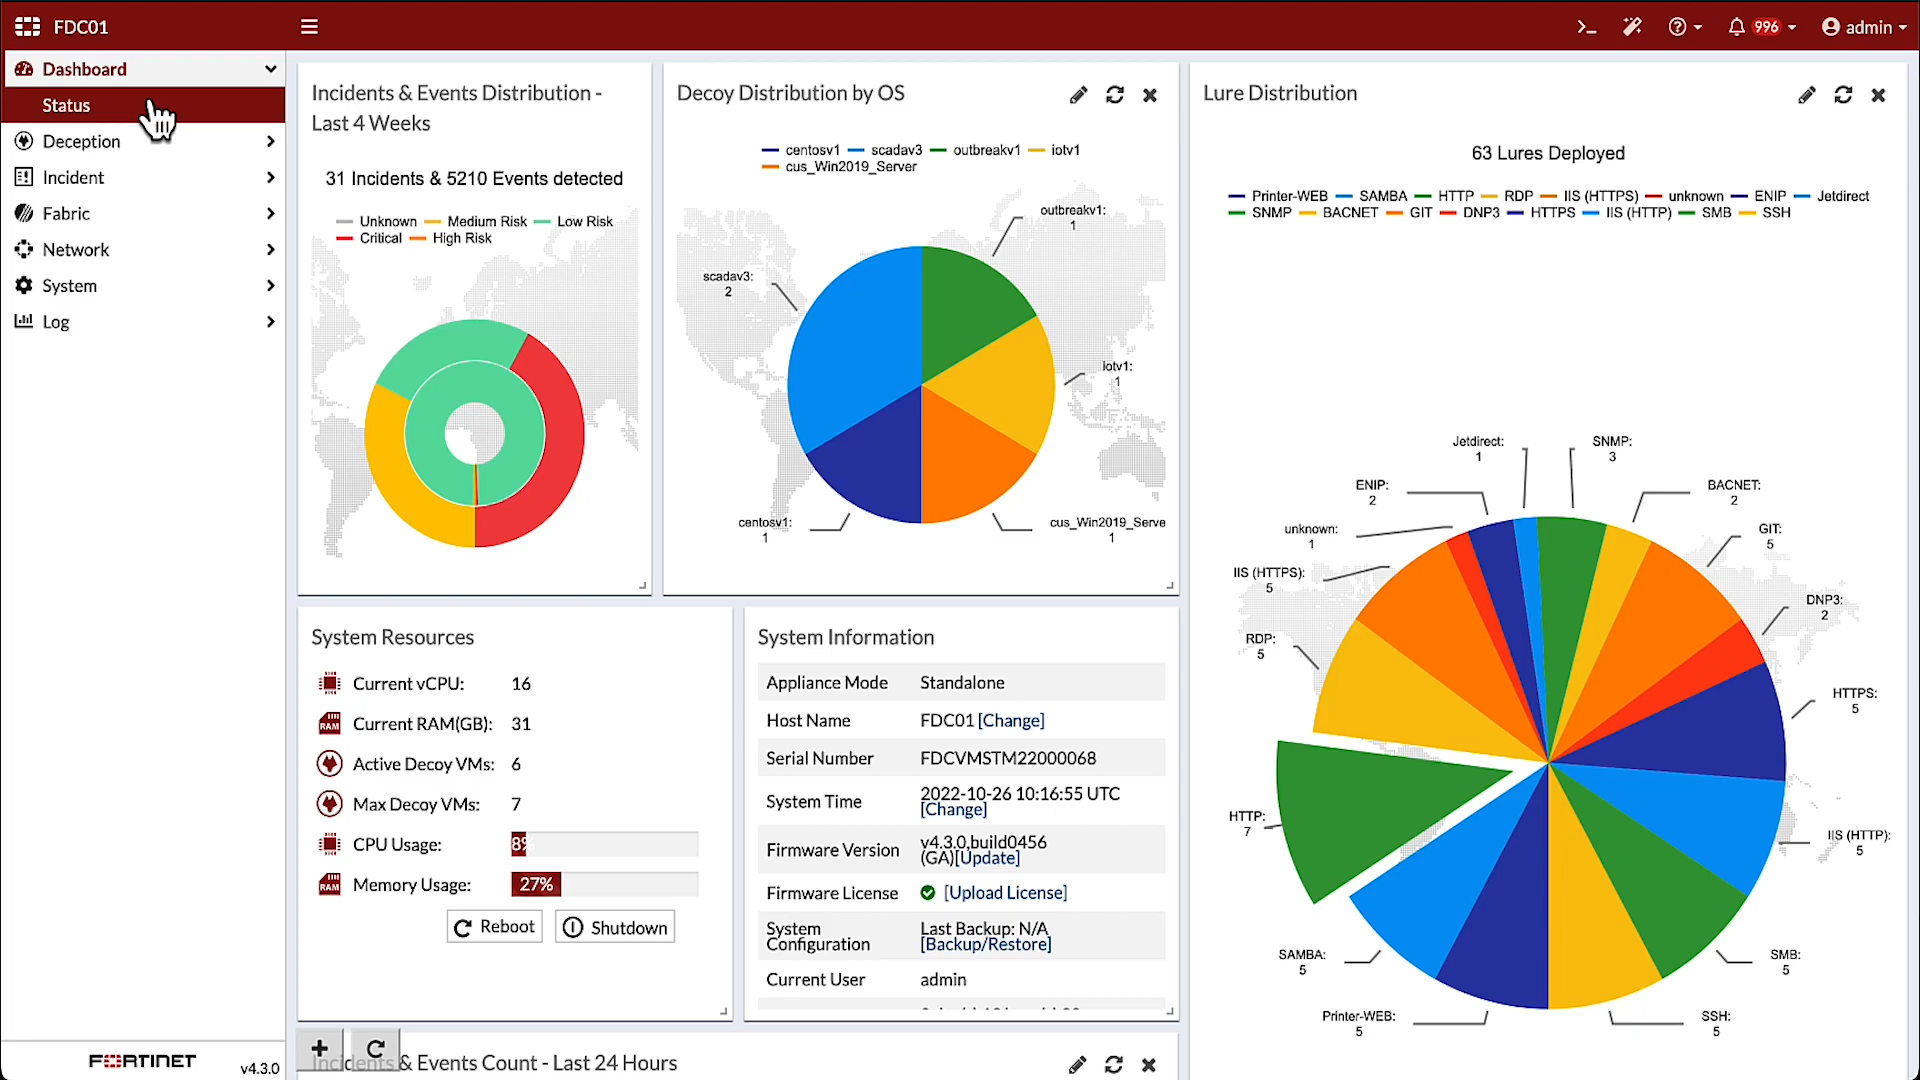 FDC01
996
admin
Dashboard
Status
Deception
Incident
Fabric
Network
System
Log
FORTINET
v4.3.0
Incidents & Events Distribution -
Last 4 Weeks
31 Incidents & 5210 Events detected
Unknown Medium Risk Low Risk
Critical High Risk
Decoy Distribution by OS
centosv1 scadav3 outbreakv1 iotv1
cus_Win2019_Server
outbreakv1:
1
scadav3:
2
iotv1:
1
centosv1:
1
cus_Win2019_Serve
1
Lure Distribution
63 Lures Deployed
Printer-WEB SAMBA HTTP RDP IIS (HTTPS) unknown ENIP Jetdirect
SNMP BACNET GIT DNP3 HTTPS IIS (HTTP) SMB SSH
Jetdirect:
1
SNMP:
3
ENIP:
2
BACNET:
2
unknown:
1
GIT:
5
IIS (HTTPS):
5
DNP3:
2
RDP:
5
HTTPS:
5
HTTP:
7
IIS (HTTP):
5
SAMBA:
5
SMB:
5
Printer-WEB:
5
SSH:
5
System Resources
Current vCPU: 16
RAM Current RAM(GB): 31
Active Decoy VMs: 6
Max Decoy VMs: 7
CPU Usage: 8%
RAM Memory Usage: 27%
Reboot Shutdown
System Information
Appliance Mode Standalone
Host Name FDC01 [Change]
Serial Number FDCVMSTM22000068
System Time 2022-10-26 10:16:55 UTC
[Change]
Firmware Version v4.3.0,build0456
(GA)[Update]
Firmware License [Upload License]
System
Configuration
Last Backup: N/A
[Backup/Restore]
Current User admin
Incidents & Events Count - Last 24 Hours